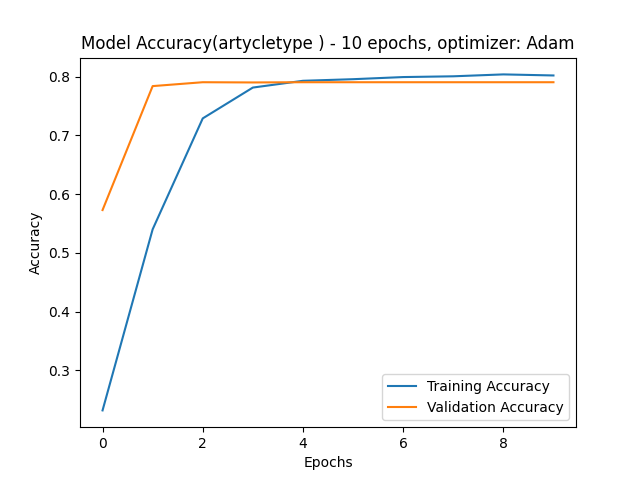 Model Accuracy(artycletype ) - 10 epochs, optimizer: Adam
0.8
0.7
0.6
0.5
0.4
0.3
Accuracy
0 2 4 6 8
Epochs
Training Accuracy
Validation Accuracy